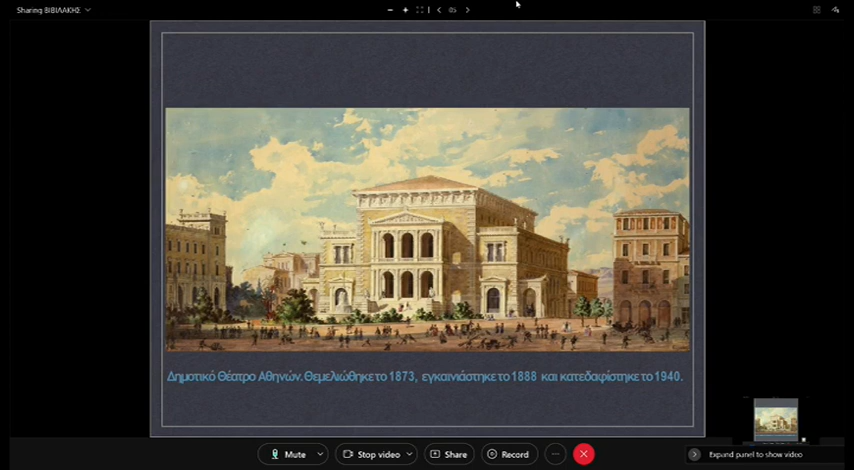 Sharing ΒΙΒΙΛΑΚΗΣ
Δημοτικό Θέατρο Αθηνών. Θεμελιώθηκε το 1873, εγκαινιάστηκε το 1888 και κατεδαφίστηκε το 1940.
Mute
Stop video
Share
Record
Expand panel to show video